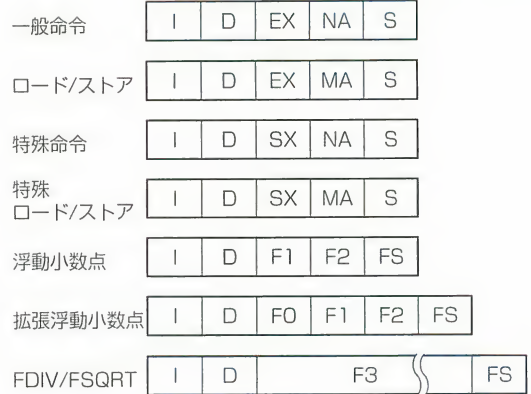 一般命令 I D EX NA S
ロード/ストア I D EX MA S
特殊命令 I D SX NA S
特殊
ロード/ストア I D SX MA S
浮動小数点 I D F1 F2 FS
拡張浮動小数点 I D F0 F1 F2 FS
FDIV/FSQRT I D F3 FS